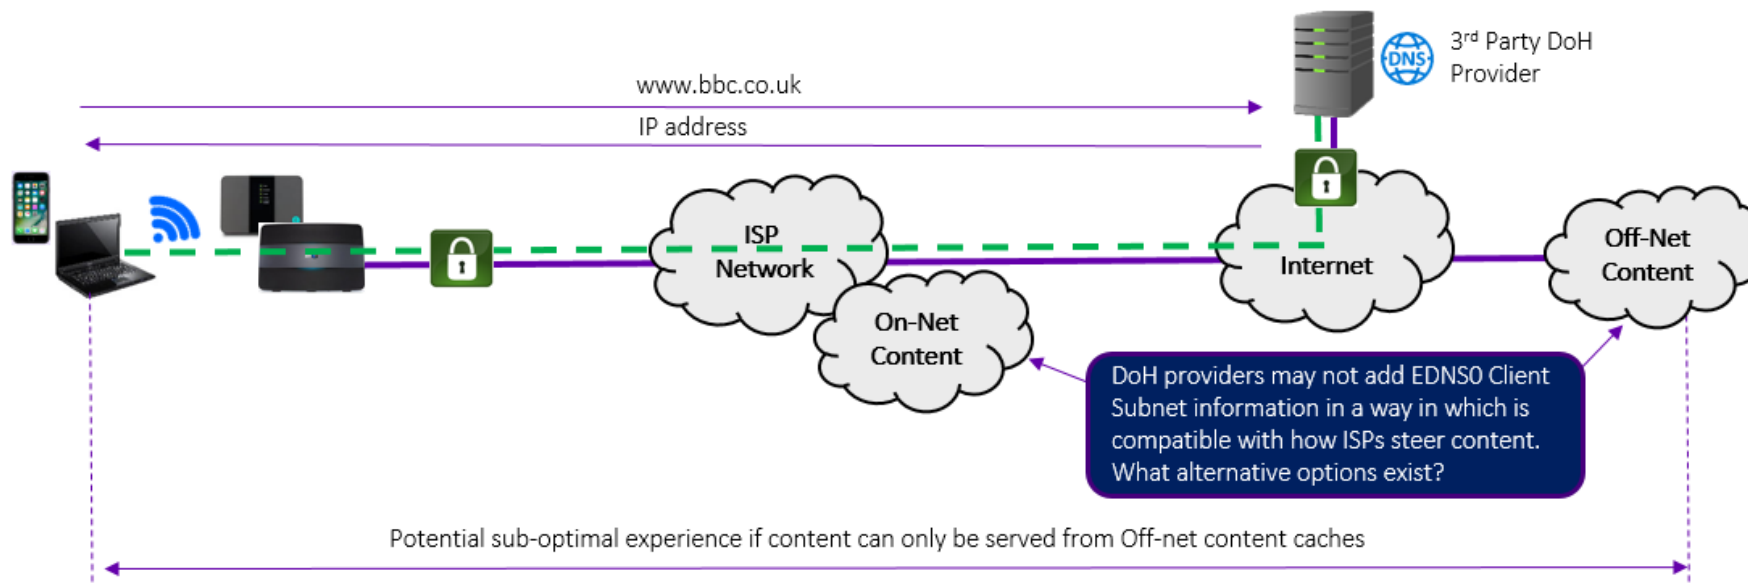 3rd Party DoH
Provider
DNS
www.bbc.co.uk
IP address
ISP
Network
Internet
Off-Net
Content
On-Net
Content
DoH providers may not add EDNS0 Client
Subnet information in a way in which is
compatible with how ISPs steer content.
What alternative options exist?
Potential sub-optimal experience if content can only be served from Off-net content caches